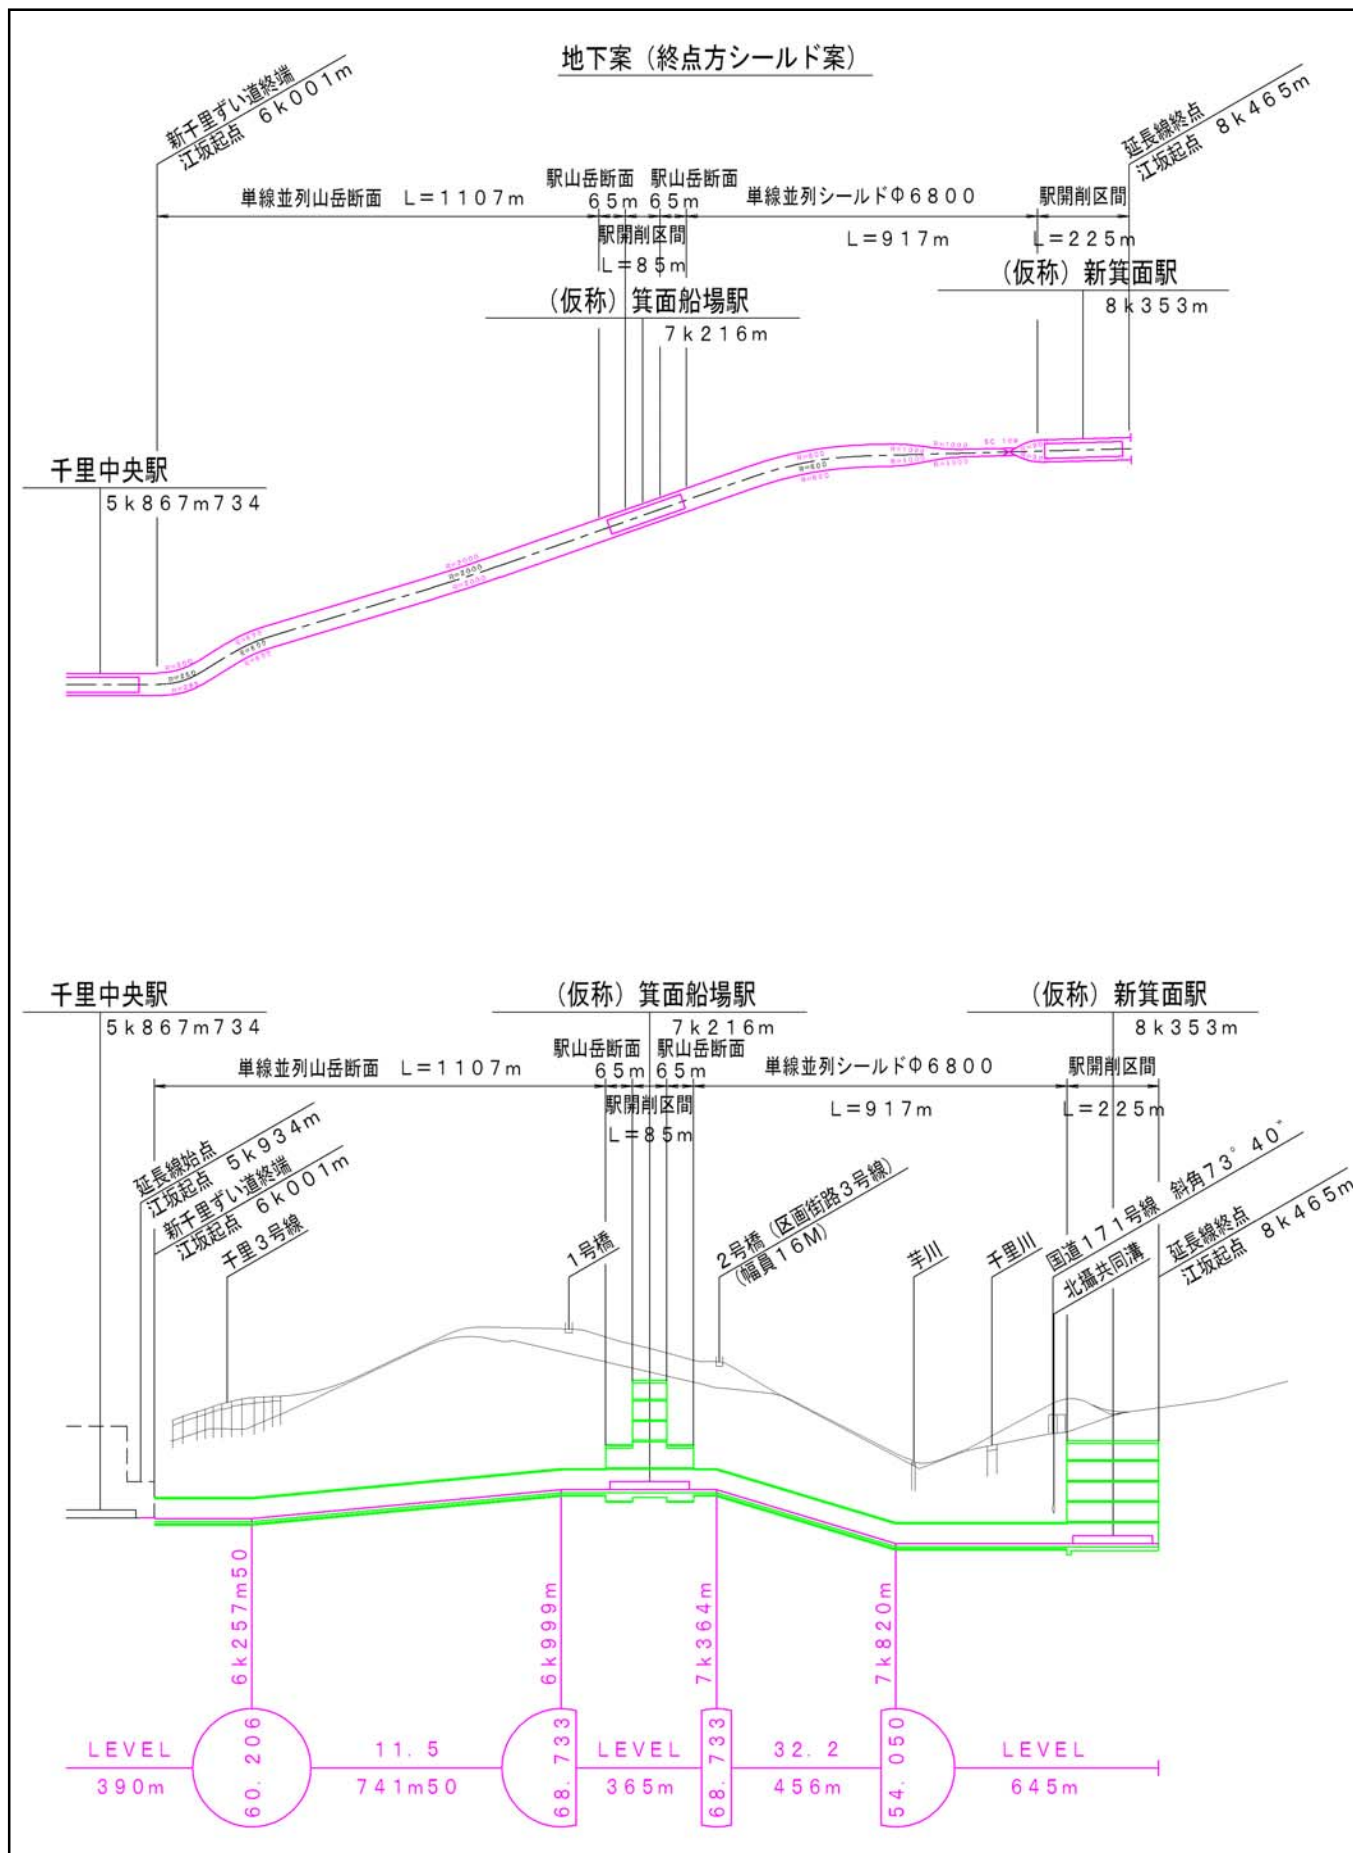 地下案（終点方シールド案）
新千里ずい道終端
江坂起点　6k001m
延長線終点
江坂起点　8k465m
単線並列山岳断面　L=1107m
駅山岳断面
65m
駅山岳断面
65m
単線並列シールドΦ6800
L=917m
駅開削区間
L=225m
駅開削区間
L=85m
（仮称）箕面船場駅
7k216m
（仮称）新箕面駅
8k353m
千里中央駅
5k867m734
R=600
R=600
R=600
R=2000
千里中央駅
5k867m734
（仮称）箕面船場駅
7k216m
（仮称）新箕面駅
8k353m
単線並列山岳断面　L=1107m
駅山岳断面
65m
駅山岳断面
65m
単線並列シールドΦ6800
L=917m
駅開削区間
L=225m
駅開削区間
L=85m
延長線始点
江坂起点　5k934m
新千里ずい道終端
江坂起点　6k001m
千里3号線
1号橋
2号橋（区画街路3号線）
（幅員16M）
芋川
千里川
国道171号線　斜角73°40"
北攝共同溝
延長線終点
江坂起点　8k465m
6k257m50
6k999m
7k364m
7k820m
60.206
68.733
68.733
54.050
LEVEL
390m
11.5
741m50
LEVEL
365m
32.2
456m
LEVEL
645m